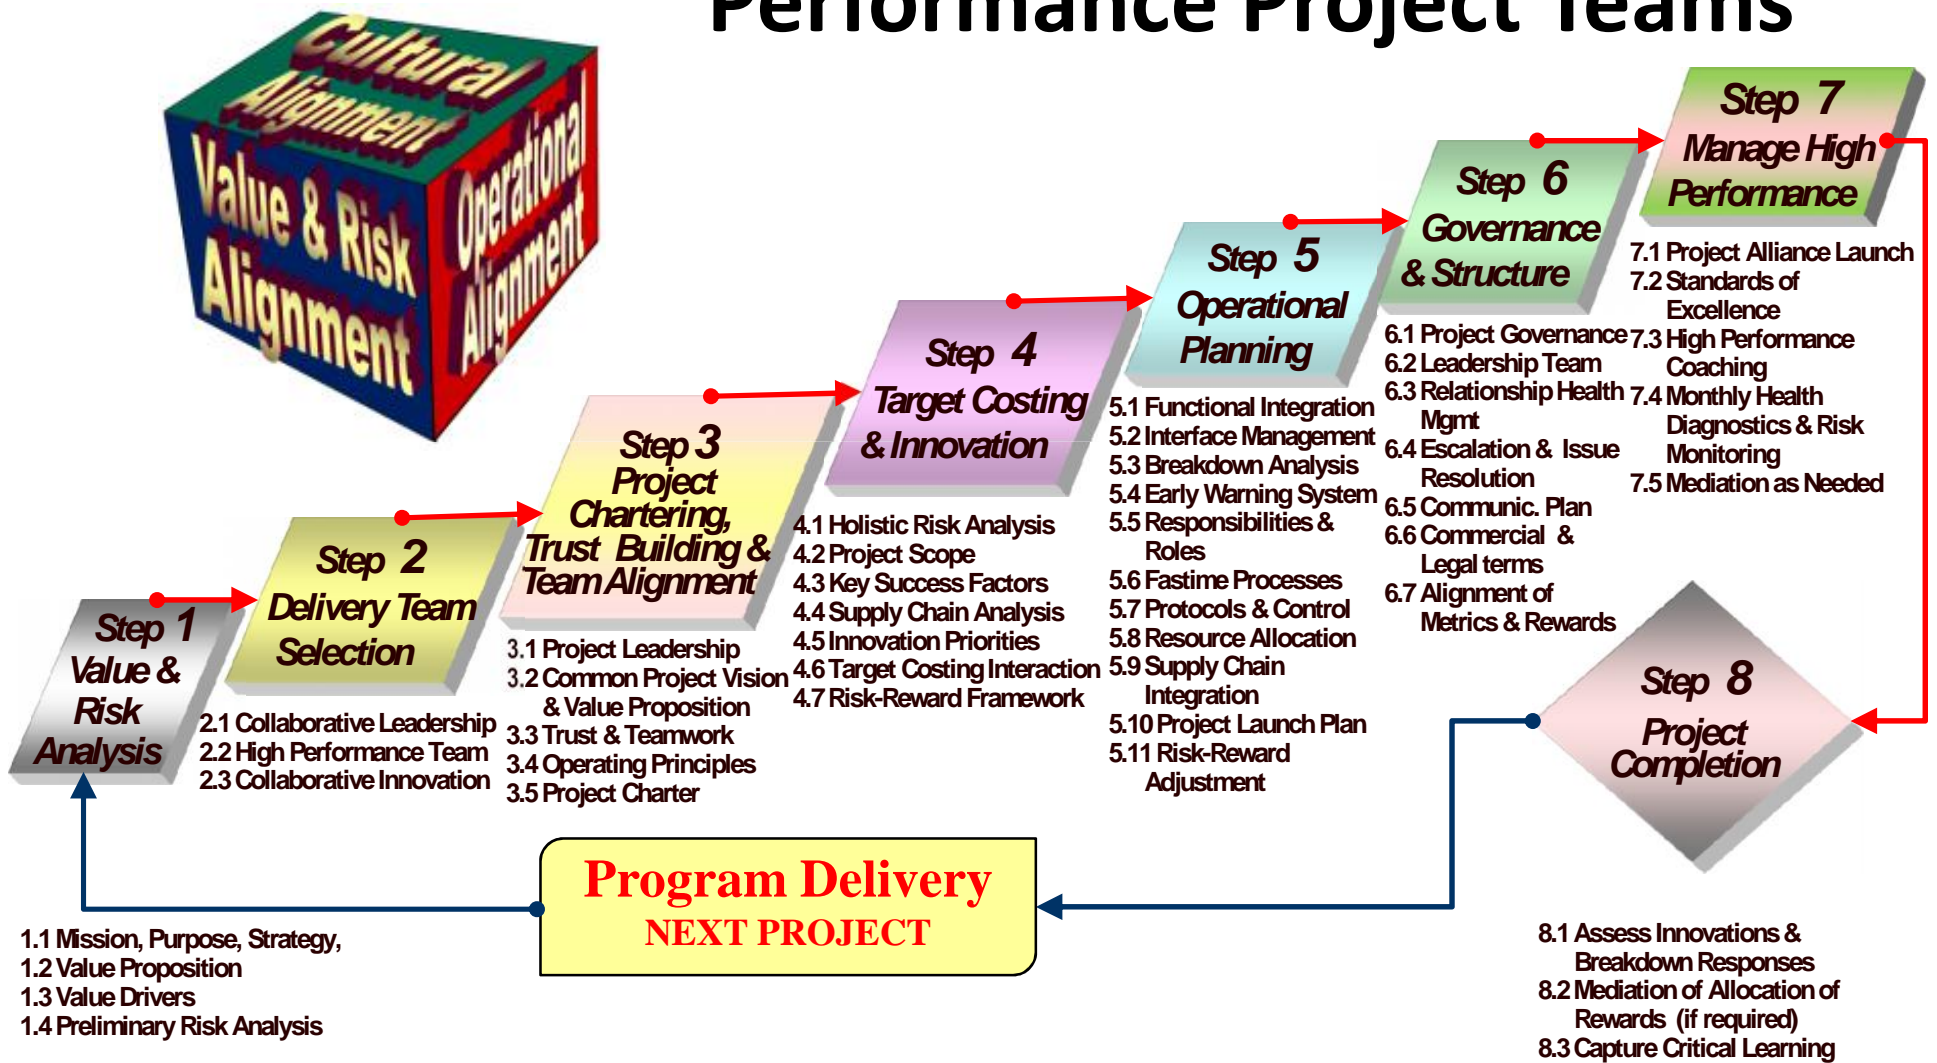 Performance Project Teams
Cultural
Alignment
Value & Risk
Alignment
Operational
Alignment
Step 1
Value &
Risk
Analysis
1.1 Mission, Purpose, Strategy,
1.2 Value Proposition
1.3 Value Drivers
1.4 Preliminary Risk Analysis
Step 2
Delivery Team
Selection
2.1 Collaborative Leadership
2.2 High Performance Team
2.3 Collaborative Innovation
Step 3
Project
Chartering,
Trust Building &
Team Alignment
3.1 Project Leadership
3.2 Common Project Vision
& Value Proposition
3.3 Trust & Teamwork
3.4 Operating Principles
3.5 Project Charter
Step 4
Target Costing
& Innovation
4.1 Holistic Risk Analysis
4.2 Project Scope
4.3 Key Success Factors
4.4 Supply Chain Analysis
4.5 Innovation Priorities
4.6 Target Costing Interaction
4.7 Risk-Reward Framework
Step 5
Operational
Planning
5.1 Functional Integration
5.2 Interface Management
5.3 Breakdown Analysis
5.4 Early Warning System
5.5 Responsibilities &
Roles
5.6 Fastime Processes
5.7 Protocols & Control
5.8 Resource Allocation
5.9 Supply Chain
Integration
5.10 Project Launch Plan
5.11 Risk-Reward
Adjustment
Step 6
Governance
& Structure
6.1 Project Governance
6.2 Leadership Team
6.3 Relationship Health
Mgmt
6.4 Escalation & Issue
Resolution
6.5 Communic. Plan
6.6 Commercial &
Legal terms
6.7 Alignment of
Metrics & Rewards
Step 7
Manage High
Performance
7.1 Project Alliance Launch
7.2 Standards of
Excellence
7.3 High Performance
Coaching
7.4 Monthly Health
Diagnostics & Risk
Monitoring
7.5 Mediation as Needed
Step 8
Project
Completion
8.1 Assess Innovations &
Breakdown Responses
8.2 Mediation of Allocation of
Rewards (if required)
8.3 Capture Critical Learning
Program Delivery
NEXT PROJECT